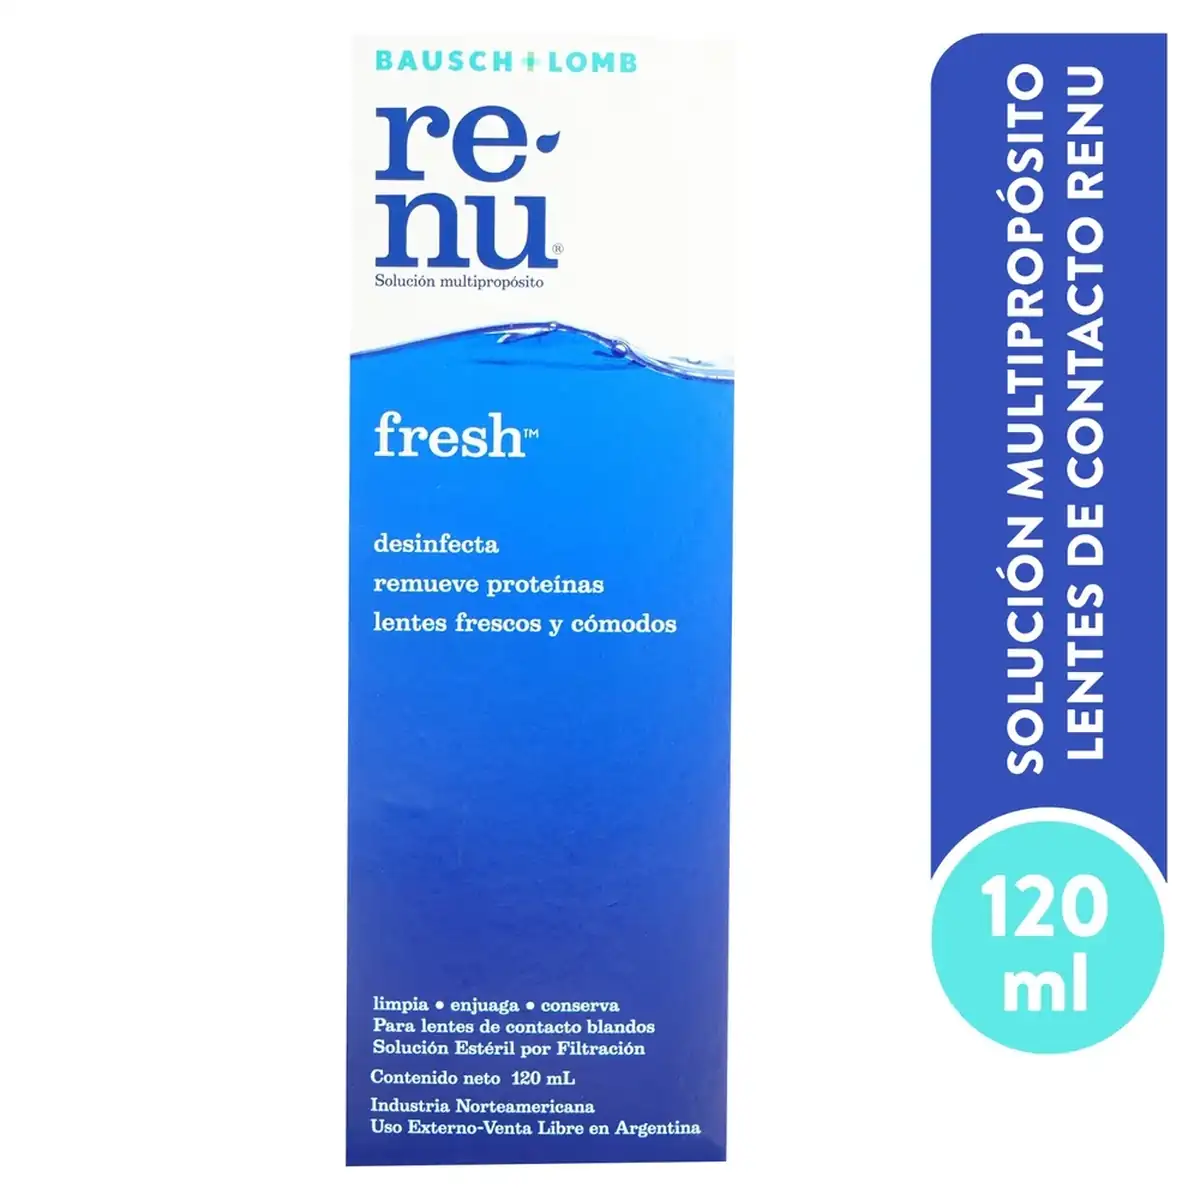 BAUSCH + LOMB
re
nu®
Solución multipropósito
fresh™
desinfecta
remueve proteínas
lentes frescos y cómodos
limpia • enjuaga • conserva
Para lentes de contacto blandos
Solución Estéril por Filtración
Contenido neto 120 mL
Industria Norteamericana
Uso Externo-Venta Libre en Argentina
SOLUCIÓN MULTIPROPÓSITO
LENTES DE CONTACTO RENU
120
ml